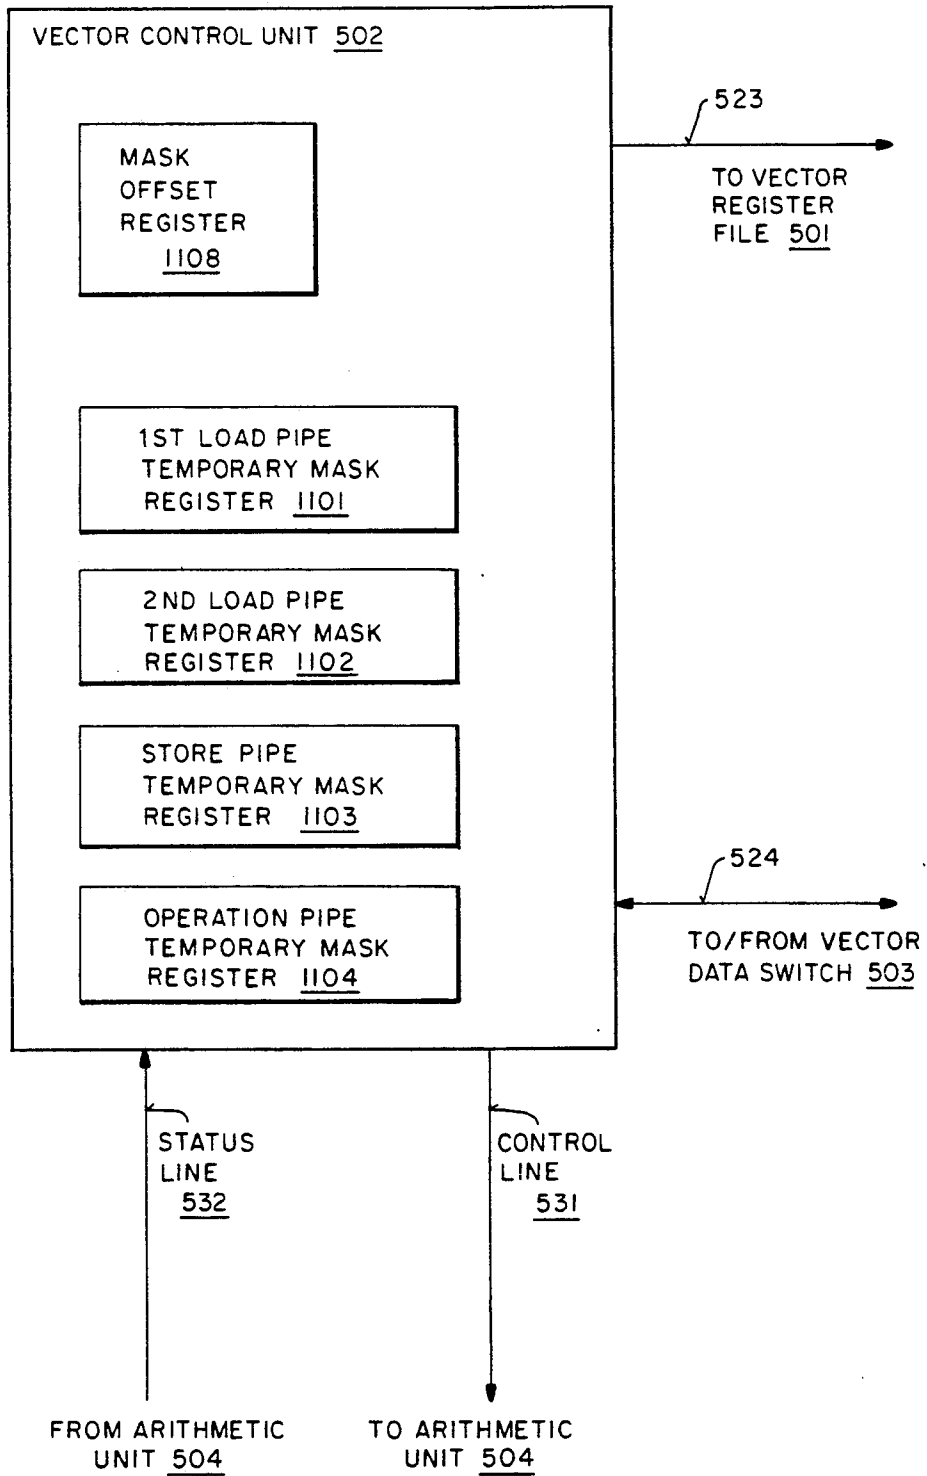 VECTOR CONTROL UNIT 502
MASK
OFFSET
REGISTER
1108
523
TO VECTOR
REGISTER
FILE 501
1ST LOAD PIPE
TEMPORARY MASK
REGISTER 1101
2ND LOAD PIPE
TEMPORARY MASK
REGISTER 1102
STORE PIPE
TEMPORARY MASK
REGISTER 1103
524
TO/FROM VECTOR
DATA SWITCH 503
OPERATION PIPE
TEMPORARY MASK
REGISTER 1104
STATUS
LINE
532
CONTROL
LINE
531
FROM ARITHMETIC
UNIT 504
TO ARITHMETIC
UNIT 504